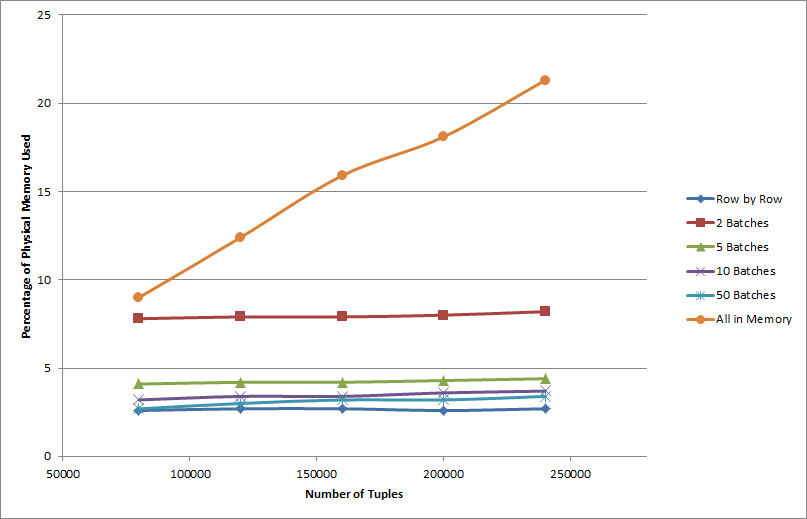 25
20
15
10
5
0
Percentage of Physical Memory Used
50000 100000 150000 200000 250000
Number of Tuples
Row by Row
2 Batches
5 Batches
10 Batches
50 Batches
All in Memory